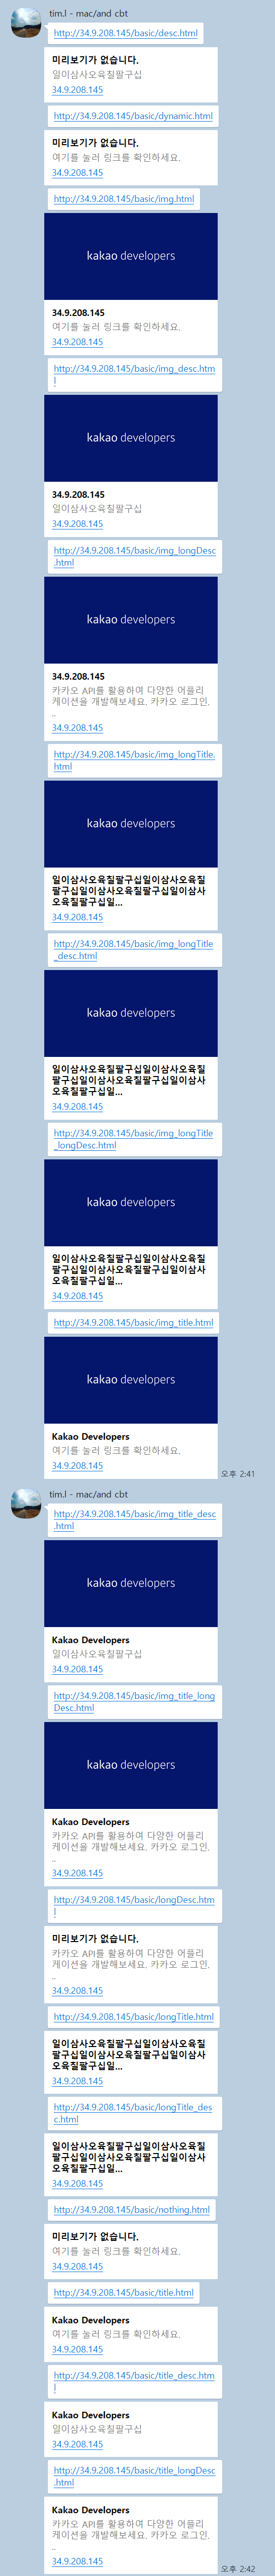 tim.l - mac/and cbt
http://34.9.208.145/basic/desc.html
미리보기가 없습니다.
일이삼사오육칠팔구십
34.9.208.145
http://34.9.208.145/basic/dynamic.html
미리보기가 없습니다.
여기를 눌러 링크를 확인하세요.
34.9.208.145
http://34.9.208.145/basic/img.html
kakao developers
34.9.208.145
여기를 눌러 링크를 확인하세요.
34.9.208.145
http://34.9.208.145/basic/img_desc.htm
l
kakao developers
34.9.208.145
일이삼사오육칠팔구십
34.9.208.145
http://34.9.208.145/basic/img_longDesc
.html
kakao developers
34.9.208.145
카카오 API를 활용하여 다양한 어플리
케이션을 개발해보세요. 카카오 로그인.
..
34.9.208.145
http://34.9.208.145/basic/img_longTitle.
html
kakao developers
일이삼사오육칠팔구십일이삼사오육칠
팔구십일이삼사오육칠팔구십일이삼사
오육칠팔구십일...
34.9.208.145
http://34.9.208.145/basic/img_longTitle
_desc.html
kakao developers
일이삼사오육칠팔구십일이삼사오육칠
팔구십일이삼사오육칠팔구십일이삼사
오육칠팔구십일...
34.9.208.145
http://34.9.208.145/basic/img_longTitle
_longDesc.html
kakao developers
일이삼사오육칠팔구십일이삼사오육칠
팔구십일이삼사오육칠팔구십일이삼사
오육칠팔구십일...
34.9.208.145
http://34.9.208.145/basic/img_title.html
kakao developers
Kakao Developers
여기를 눌러 링크를 확인하세요.
34.9.208.145
오후 2:41
tim.l - mac/and cbt
http://34.9.208.145/basic/img_title_desc
.html
kakao developers
Kakao Developers
일이삼사오육칠팔구십
34.9.208.145
http://34.9.208.145/basic/img_title_long
Desc.html
kakao developers
Kakao Developers
카카오 API를 활용하여 다양한 어플리
케이션을 개발해보세요. 카카오 로그인.
..
34.9.208.145
http://34.9.208.145/basic/longDesc.htm
l
미리보기가 없습니다.
카카오 API를 활용하여 다양한 어플리
케이션을 개발해보세요. 카카오 로그인.
..
34.9.208.145
http://34.9.208.145/basic/longTitle.html
일이삼사오육칠팔구십일이삼사오육칠
팔구십일이삼사오육칠팔구십일이삼사
오육칠팔구십일...
34.9.208.145
http://34.9.208.145/basic/longTitle_des
c.html
일이삼사오육칠팔구십일이삼사오육칠
팔구십일이삼사오육칠팔구십일이삼사
오육칠팔구십일...
34.9.208.145
http://34.9.208.145/basic/nothing.html
미리보기가 없습니다.
여기를 눌러 링크를 확인하세요.
34.9.208.145
http://34.9.208.145/basic/title.html
Kakao Developers
여기를 눌러 링크를 확인하세요.
34.9.208.145
http://34.9.208.145/basic/title_desc.htm
l
Kakao Developers
일이삼사오육칠팔구십
34.9.208.145
http://34.9.208.145/basic/title_longDesc
.html
Kakao Developers
카카오 API를 활용하여 다양한 어플리
케이션을 개발해보세요. 카카오 로그인.
..
34.9.208.145
오후 2:42